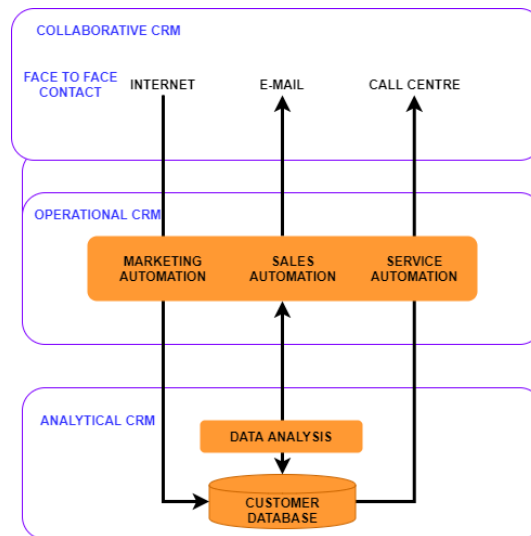 COLLABORATIVE CRM
FACE TO FACE
CONTACT
INTERNET
E-MAIL
CALL CENTRE
OPERATIONAL CRM
MARKETING
AUTOMATION
SALES
AUTOMATION
SERVICE
AUTOMATION
ANALYTICAL CRM
DATA ANALYSIS
CUSTOMER
DATABASE